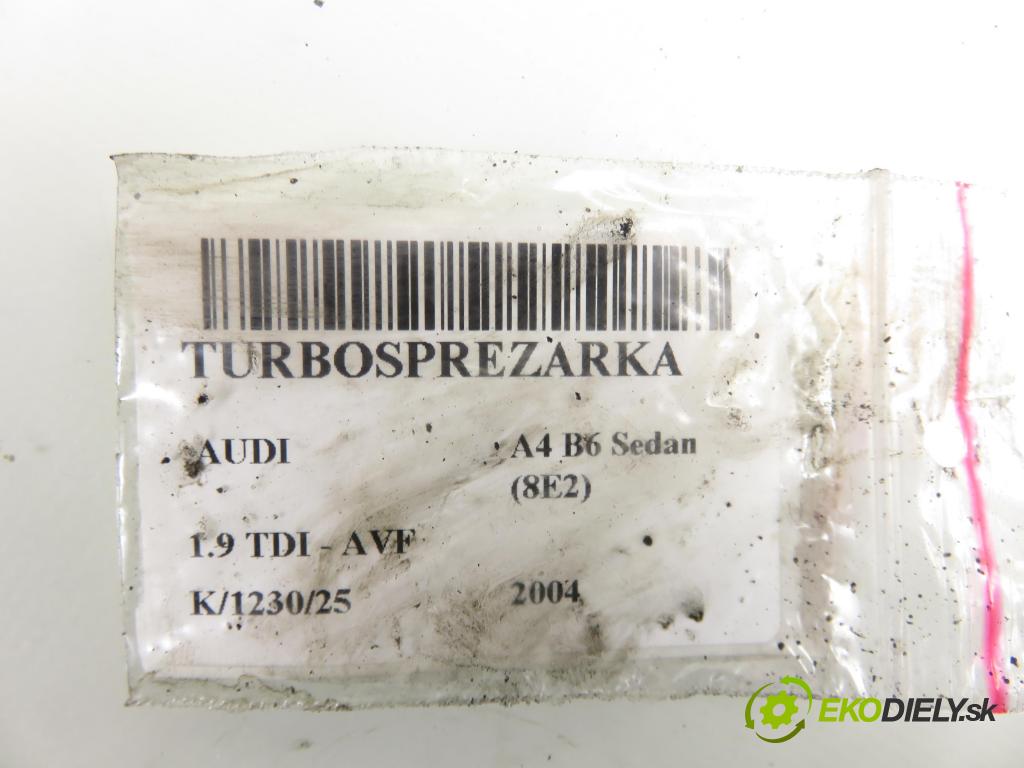 TURBOSPREZARKA
AUDI A4 B6 Sedan
(8E2)
1.9 TDI - AVF
K/1230/25 2004
EKODIELY.sk